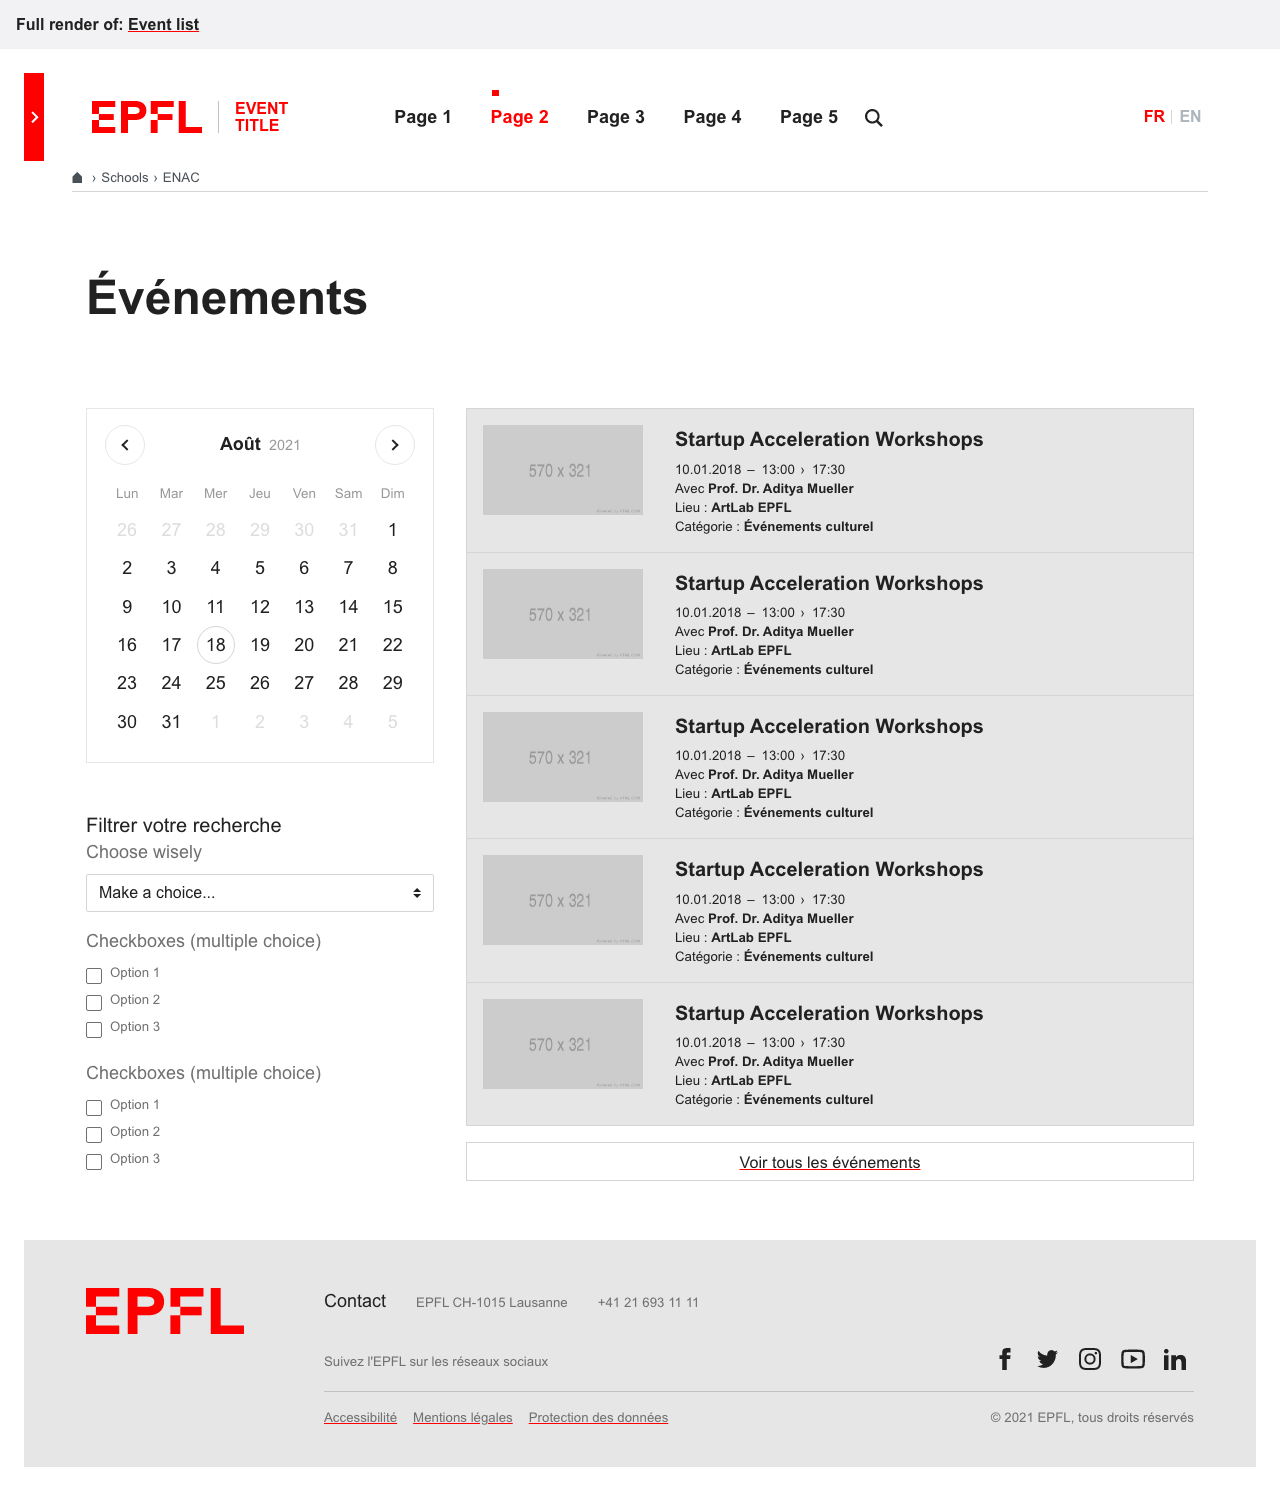 Full render of: Event list
EPFL
EVENT
TITLE
Page 1
Page 2
Page 3
Page 4
Page 5
FR | EN
› Schools › ENAC
Événements
Août 2021
Lun Mar Mer Jeu Ven Sam Dim
26 27 28 29 30 31 1
2 3 4 5 6 7 8
9 10 11 12 13 14 15
16 17 18 19 20 21 22
23 24 25 26 27 28 29
30 31 1 2 3 4 5
Filtrer votre recherche
Choose wisely
Make a choice...
Checkboxes (multiple choice)
Option 1
Option 2
Option 3
Checkboxes (multiple choice)
Option 1
Option 2
Option 3
570 x 321
Startup Acceleration Workshops
10.01.2018 – 13:00 › 17:30
Avec Prof. Dr. Aditya Mueller
Lieu : ArtLab EPFL
Catégorie : Événements culturel
570 x 321
Startup Acceleration Workshops
10.01.2018 – 13:00 › 17:30
Avec Prof. Dr. Aditya Mueller
Lieu : ArtLab EPFL
Catégorie : Événements culturel
570 x 321
Startup Acceleration Workshops
10.01.2018 – 13:00 › 17:30
Avec Prof. Dr. Aditya Mueller
Lieu : ArtLab EPFL
Catégorie : Événements culturel
570 x 321
Startup Acceleration Workshops
10.01.2018 – 13:00 › 17:30
Avec Prof. Dr. Aditya Mueller
Lieu : ArtLab EPFL
Catégorie : Événements culturel
570 x 321
Startup Acceleration Workshops
10.01.2018 – 13:00 › 17:30
Avec Prof. Dr. Aditya Mueller
Lieu : ArtLab EPFL
Catégorie : Événements culturel
Voir tous les événements
EPFL
Contact EPFL CH-1015 Lausanne +41 21 693 11 11
Suivez l'EPFL sur les réseaux sociaux
Accessibilité Mentions légales Protection des données
© 2021 EPFL, tous droits réservés